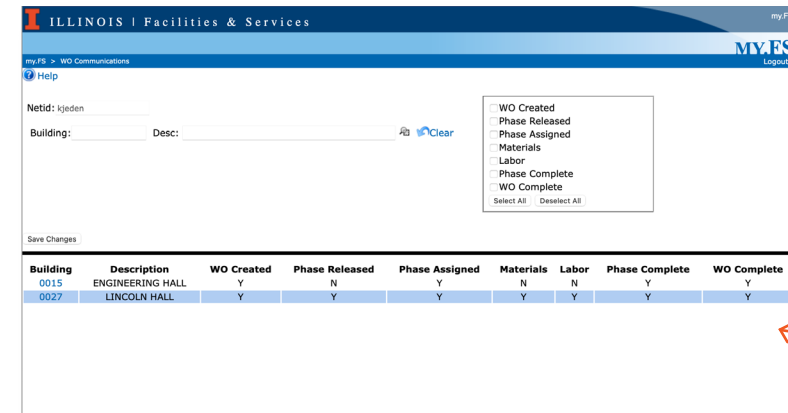 ILLINOIS | Facilities & Services
my.F
MY.FS
my.FS > WO Communications
Logout
Help
Netid: kjeden
Building:
Desc:
Clear
WO Created
Phase Released
Phase Assigned
Materials
Labor
Phase Complete
WO Complete
Select All Deselect All
Save Changes
Building Description WO Created Phase Released Phase Assigned Materials Labor Phase Complete WO Complete
0015 ENGINEERING HALL Y N Y N N Y Y
0027 LINCOLN HALL Y Y Y Y Y Y Y